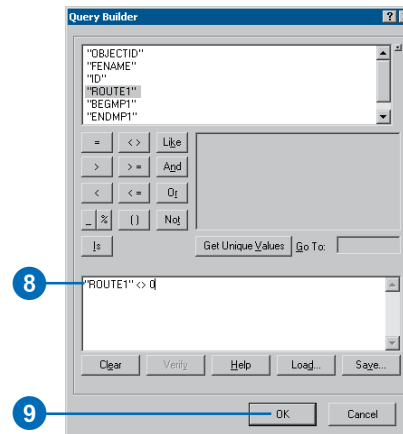 Query Builder
"OBJECTID"
"FENAME"
"ID"
"ROUTE1"
"BEGMP1"
"ENDMP1"
= <> Like
> > = And
< < = Or
_ % () Not
Is Get Unique Values Go To:
8 "ROUTE1" <> 0
Clear Verify Help Load... Save...
9 OK Cancel